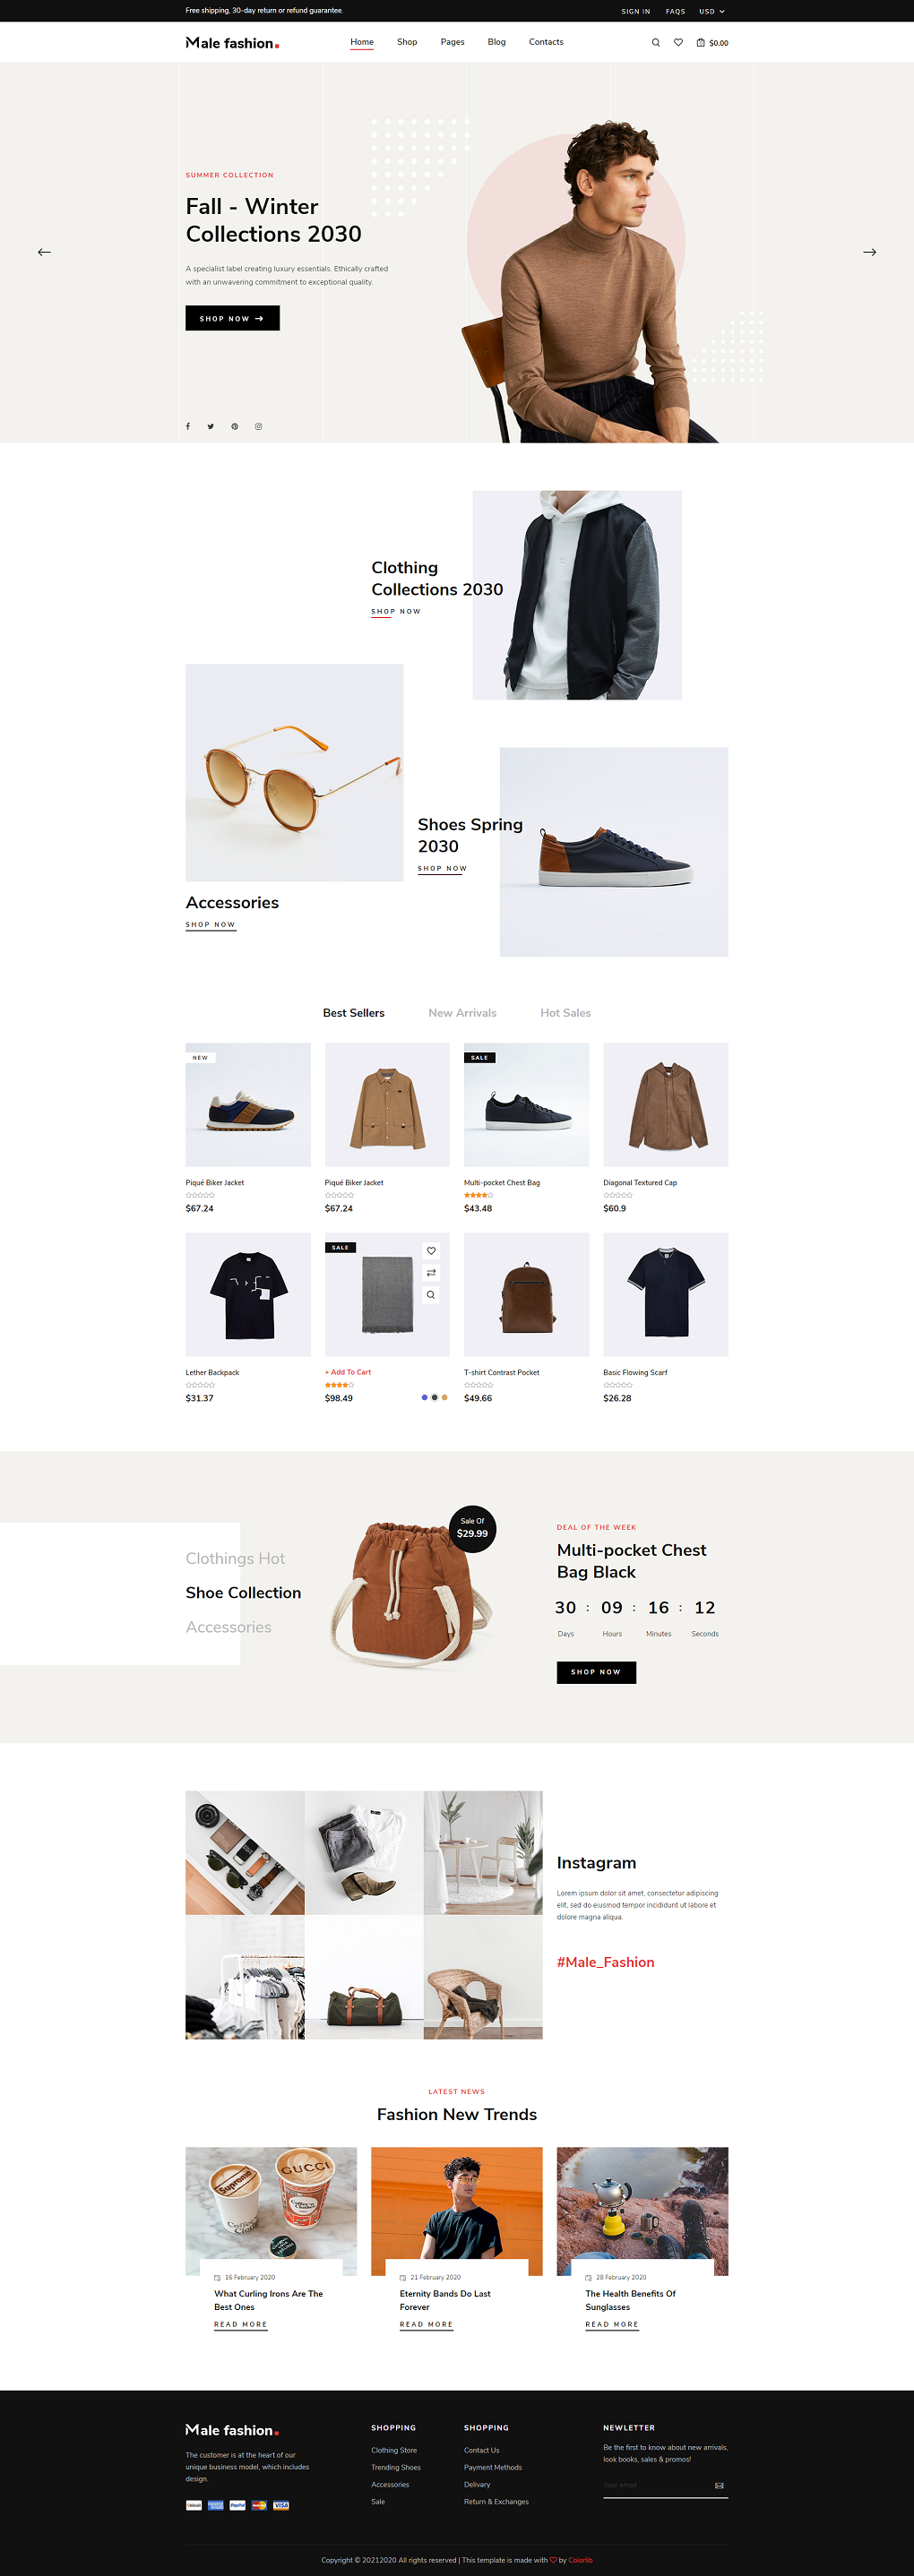 Free shipping, 30-day return or refund guarantee.
SIGN IN FAQS USD
Male fashion.
Home Shop Pages Blog Contacts
$0.00
SUMMER COLLECTION
Fall - Winter
Collections 2030
A specialist label creating luxury essentials. Ethically crafted
with an unwavering commitment to exceptional quality.
SHOP NOW
Clothing
Collections 2030
SHOP NOW
Shoes Spring
2030
SHOP NOW
Accessories
SHOP NOW
Best Sellers New Arrivals Hot Sales
NEW
SALE
Piqué Biker Jacket
$67.24
Piqué Biker Jacket
$67.24
Multi-pocket Chest Bag
$43.48
Diagonal Textured Cap
$60.9
SALE
Lether Backpack
$31.37
+ Add To Cart
$98.49
T-shirt Contrast Pocket
$49.66
Basic Flowing Scarf
$26.28
Clothings Hot
Shoe Collection
Accessories
Sale Of
$29.99
DEAL OF THE WEEK
Multi-pocket Chest
Bag Black
30 : 09 : 16 : 12
Days Hours Minutes Seconds
SHOP NOW
Instagram
Lorem ipsum dolor sit amet, consectetur adipiscing
elit, sed do eiusmod tempor incididunt ut labore et
dolore magna aliqua.
#Male_Fashion
LATEST NEWS
Fashion New Trends
Supreme
GUCCI
16 February 2020
What Curling Irons Are The
Best Ones
READ MORE
21 February 2020
Eternity Bands Do Last
Forever
READ MORE
28 February 2020
The Health Benefits Of
Sunglasses
READ MORE
Male fashion.
The customer is at the heart of our
unique business model, which includes
design.
PayPal
VISA
SHOPPING
Clothing Store
Trending Shoes
Accessories
Sale
SHOPPING
Contact Us
Payment Methods
Delivary
Return & Exchanges
NEWLETTER
Be the first to know about new arrivals,
look books, sales & promos!
Your email
Copyright © 20212020 All rights reserved | This template is made with by Colorlib